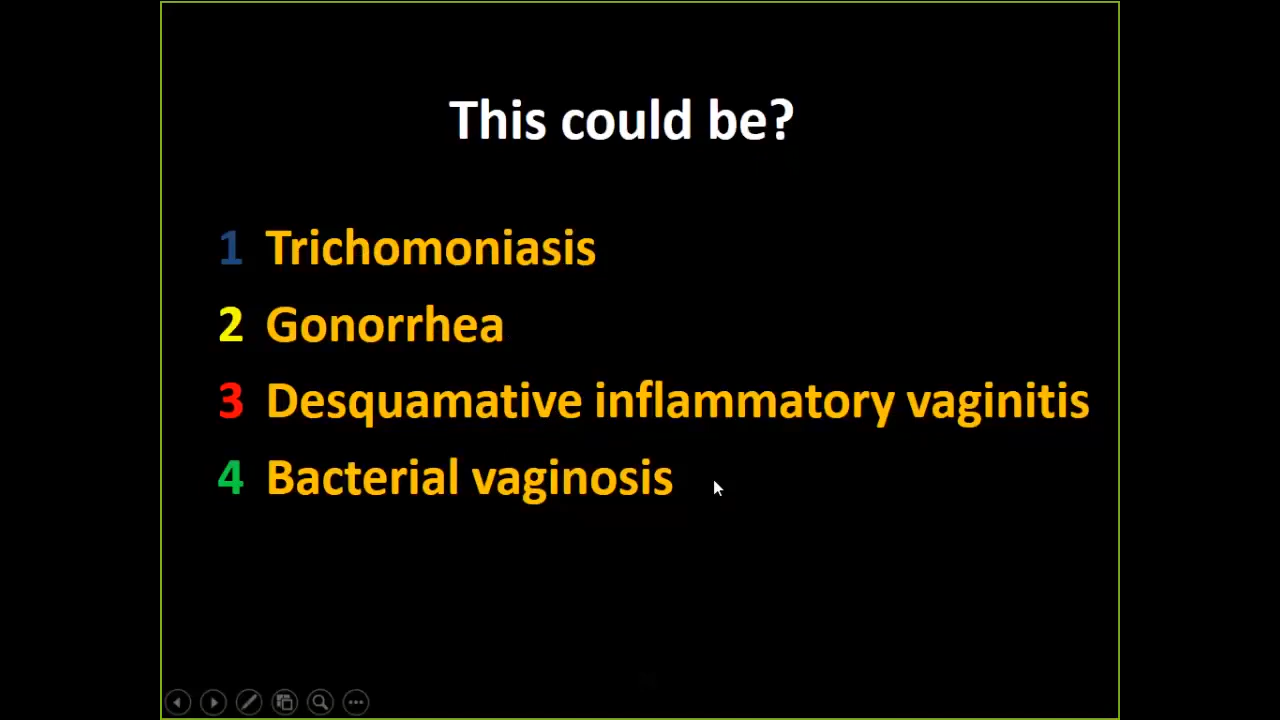 This could be?
1 Trichomoniasis
2 Gonorrhea
3 Desquamative inflammatory vaginitis
4 Bacterial vaginosis